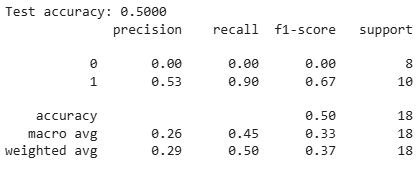 Test accuracy: 0.5000
precision recall f1-score support
0 0.00 0.00 0.00 8
1 0.53 0.90 0.67 10
accuracy 0.50 18
macro avg 0.26 0.45 0.33 18
weighted avg 0.29 0.50 0.37 18